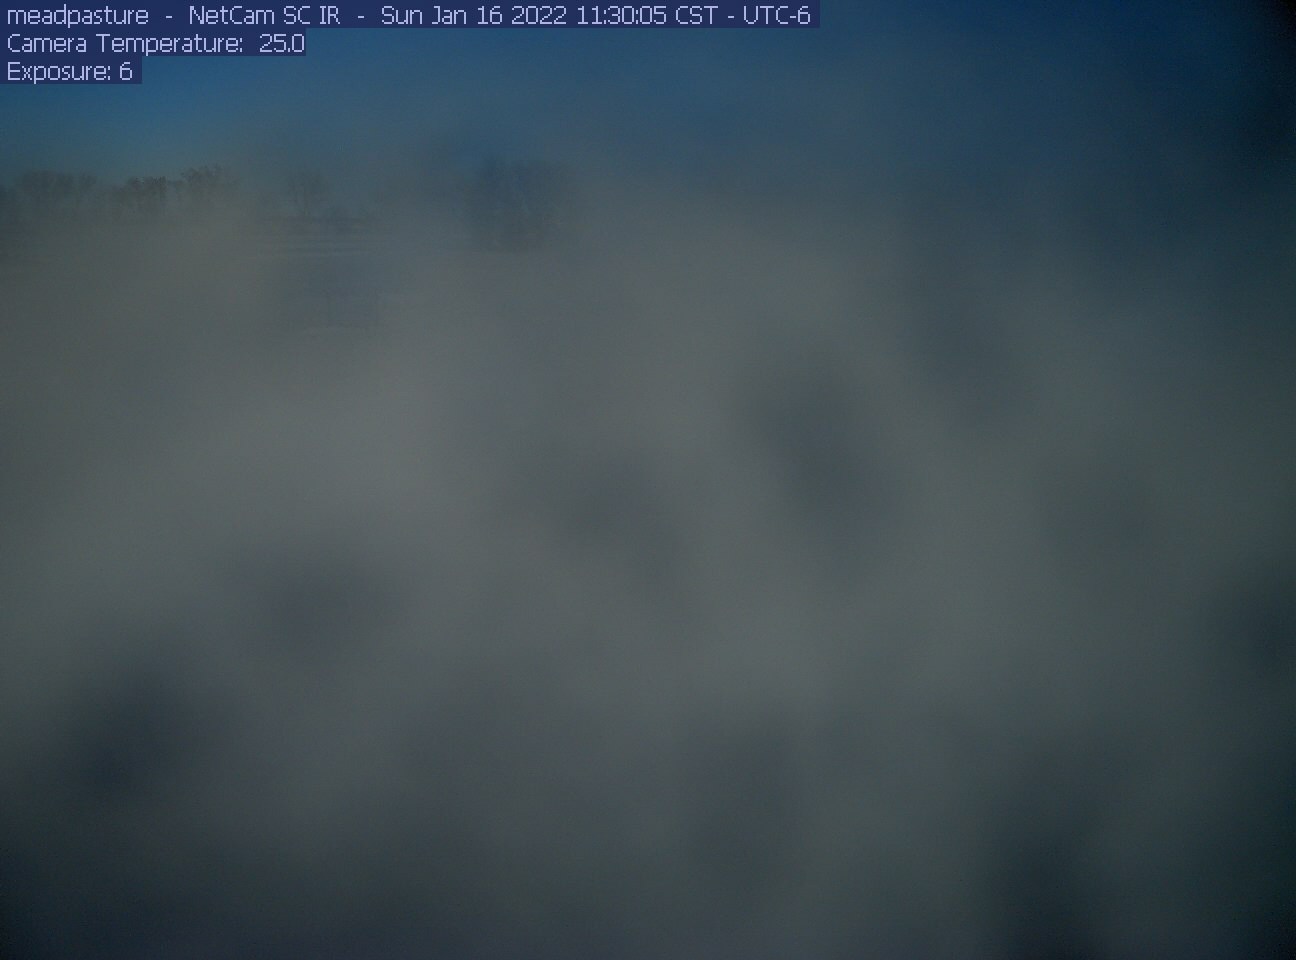 meadpasture - NetCam SC IR - Sun Jan 16 2022 11:30:05 CST - UTC-6
Camera Temperature: 25.0
Exposure: 6